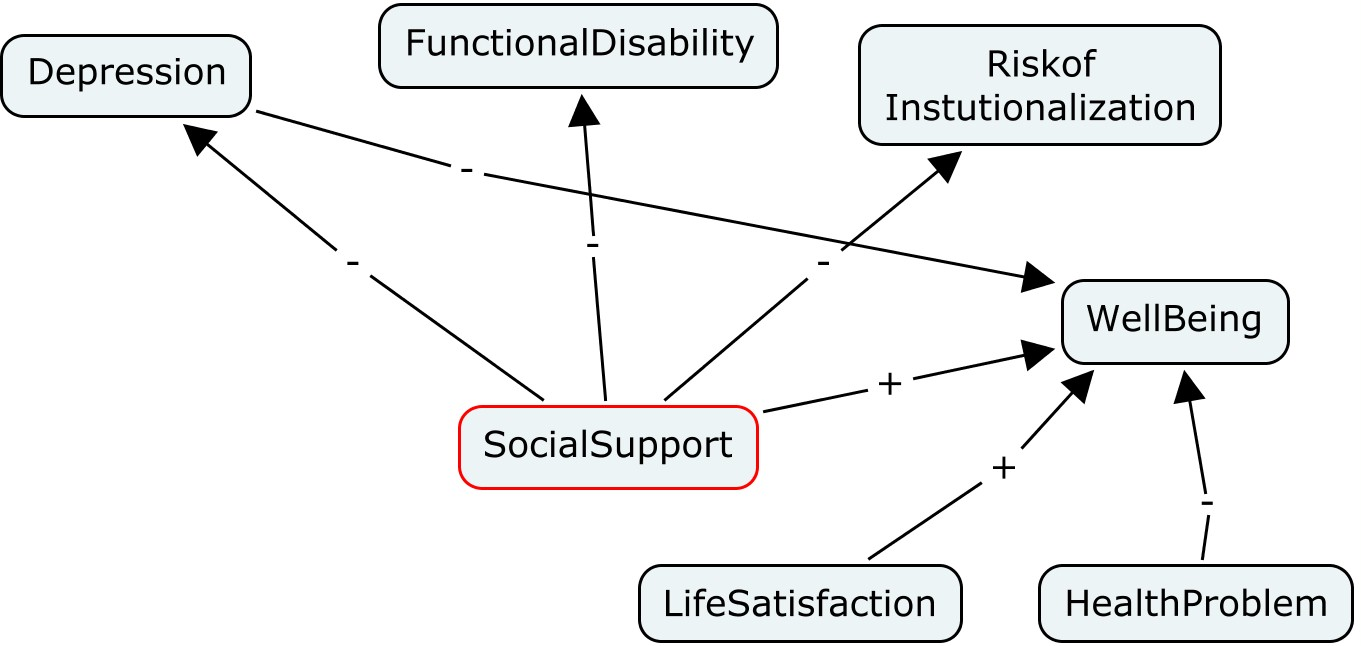 FunctionalDisability
Depression
Riskof
Instutionalization
-
-
-
-
WellBeing
+
SocialSupport
+
-
LifeSatisfaction
HealthProblem